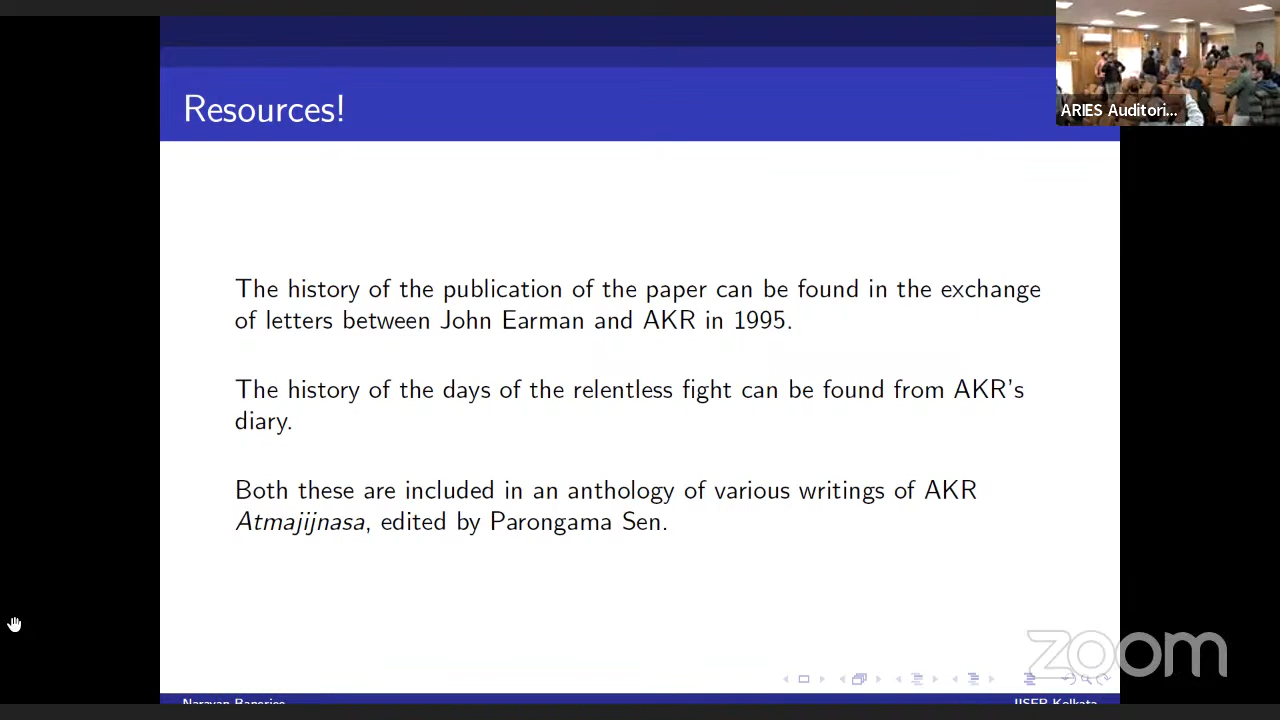 Resources!
ARIES Auditori...
The history of the publication of the paper can be found in the exchange
of letters between John Earman and AKR in 1995.
The history of the days of the relentless fight can be found from AKR's
diary.
Both these are included in an anthology of various writings of AKR
Atmajijnasa, edited by Parongama Sen.
zoom
Narayan Banerjee
IISER Kolkata